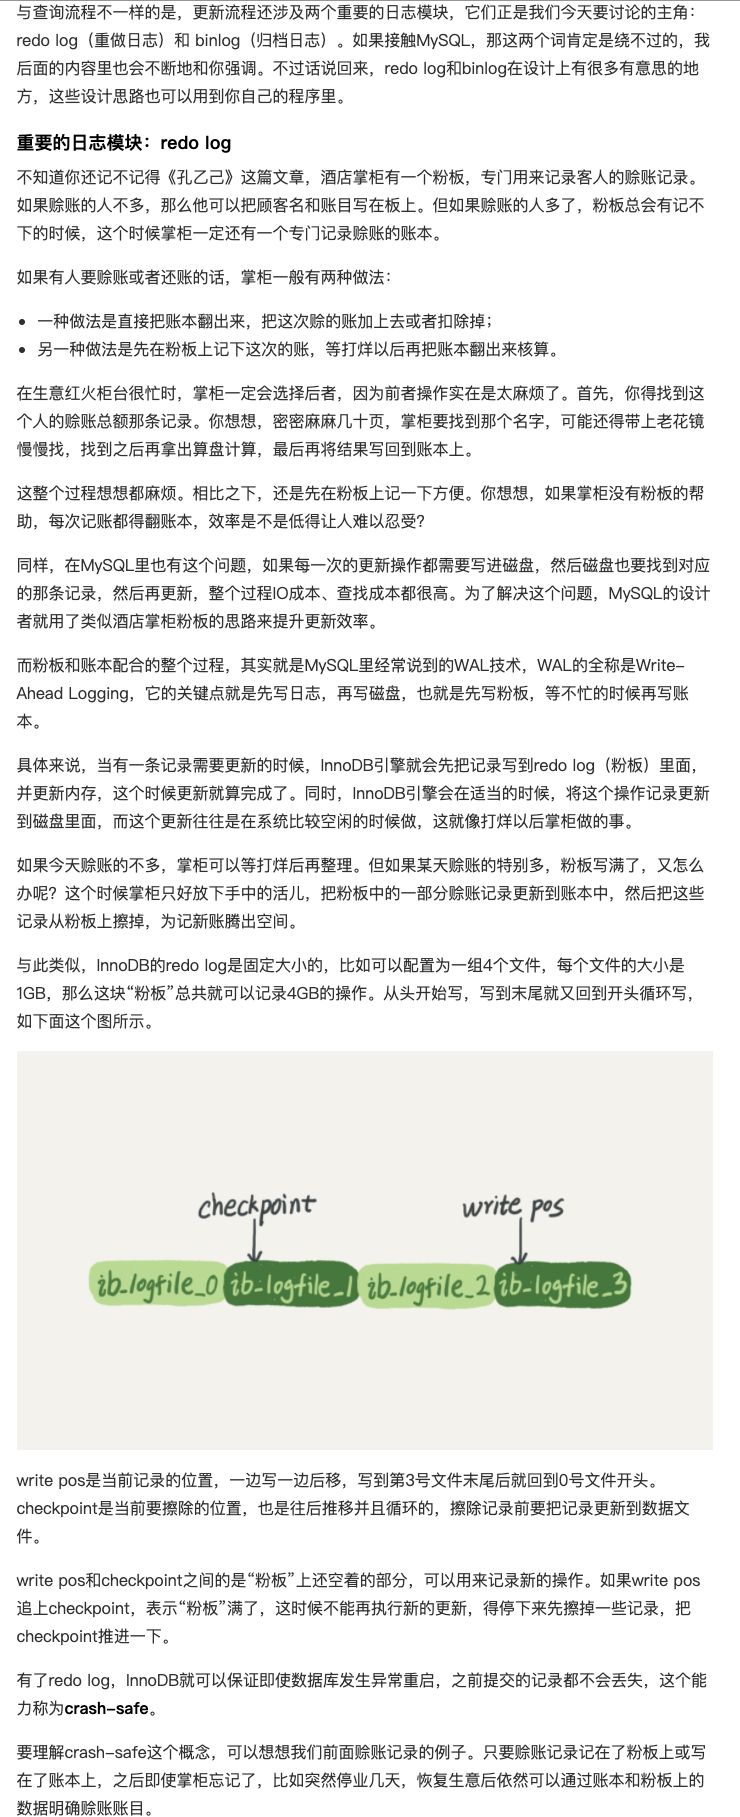 与查询流程不一样的是，更新流程还涉及两个重要的日志模块，它们正是我们今天要讨论的主角：
redo log（重做日志）和 binlog（归档日志）。如果接触MySQL，那这两个词肯定是绕不过的，我
后面的内容里也会不断地和你强调。不过话说回来，redo log和binlog在设计上有很多有意思的地
方，这些设计思路也可以用到你自己的程序里。
重要的日志模块：redo log
不知道你还记不记得《孔乙己》这篇文章，酒店掌柜有一个粉板，专门用来记录客人的赊账记录。
如果赊账的人不多，那么他可以把顾客名和账目写在板上。但如果赊账的人多了，粉板总会有记不
下的时候，这个时候掌柜一定还有一个专门记录赊账的账本。
如果有人要赊账或者还账的话，掌柜一般有两种做法：
• 一种做法是直接把账本翻出来，把这次赊的账加上去或者扣除掉；
• 另一种做法是先在粉板上记下这次的账，等打烊以后再把账本翻出来核算。
在生意红火柜台很忙时，掌柜一定会选择后者，因为前者操作实在是太麻烦了。首先，你得找到这
个人的赊账总额那条记录。你想想，密密麻麻几十页，掌柜要找到那个名字，可能还得带上老花镜
慢慢找，找到之后再拿出算盘计算，最后再将结果写回到账本上。
这整个过程想想都麻烦。相比之下，还是先在粉板上记一下方便。你想想，如果掌柜没有粉板的帮
助，每次记账都得翻账本，效率是不是低得让人难以忍受？
同样，在MySQL里也有这个问题，如果每一次的更新操作都需要写进磁盘，然后磁盘也要找到对应
的那条记录，然后再更新，整个过程IO成本、查找成本都很高。为了解决这个问题，MySQL的设计
者就用了类似酒店掌柜粉板的思路来提升更新效率。
而粉板和账本配合的整个过程，其实就是MySQL里经常说到的WAL技术，WAL的全称是Write-
Ahead Logging，它的关键点就是先写日志，再写磁盘，也就是先写粉板，等不忙的时候再写账
本。
具体来说，当有一条记录需要更新的时候，InnoDB引擎就会先把记录写到redo log（粉板）里面，
并更新内存，这个时候更新就算完成了。同时，InnoDB引擎会在适当的时候，将这个操作记录更新
到磁盘里面，而这个更新往往是在系统比较空闲的时候做，这就像打烊以后掌柜做的事。
如果今天赊账的不多，掌柜可以等打烊后再整理。但如果某天赊账的特别多，粉板写满了，又怎么
办呢？这个时候掌柜只好放下手中的活儿，把粉板中的一部分赊账记录更新到账本中，然后把这些
记录从粉板上擦掉，为记新账腾出空间。
与此类似，InnoDB的redo log是固定大小的，比如可以配置为一组4个文件，每个文件的大小是
1GB，那么这块“粉板”总共就可以记录4GB的操作。从头开始写，写到末尾就又回到开头循环写，
如下面这个图所示。
checkpoint write pos
ib_logfile_0 ib_logfile_1 ib_logfile_2 ib_logfile_3
write pos是当前记录的位置，一边写一边后移，写到第3号文件末尾后就回到0号文件开头。
checkpoint是当前要擦除的位置，也是往后推移并且循环的，擦除记录前要把记录更新到数据文
件。
write pos和checkpoint之间的是“粉板”上还空着的部分，可以用来记录新的操作。如果write pos
追上checkpoint，表示“粉板”满了，这时候不能再执行新的更新，得停下来先擦掉一些记录，把
checkpoint推进一下。
有了redo log，InnoDB就可以保证即使数据库发生异常重启，之前提交的记录都不会丢失，这个能
力称为crash-safe。
要理解crash-safe这个概念，可以想想我们前面赊账记录的例子。只要赊账记录记在了粉板上或写
在了账本上，之后即使掌柜忘记了，比如突然停业几天，恢复生意后依然可以通过账本和粉板上的
数据明确赊账账目。